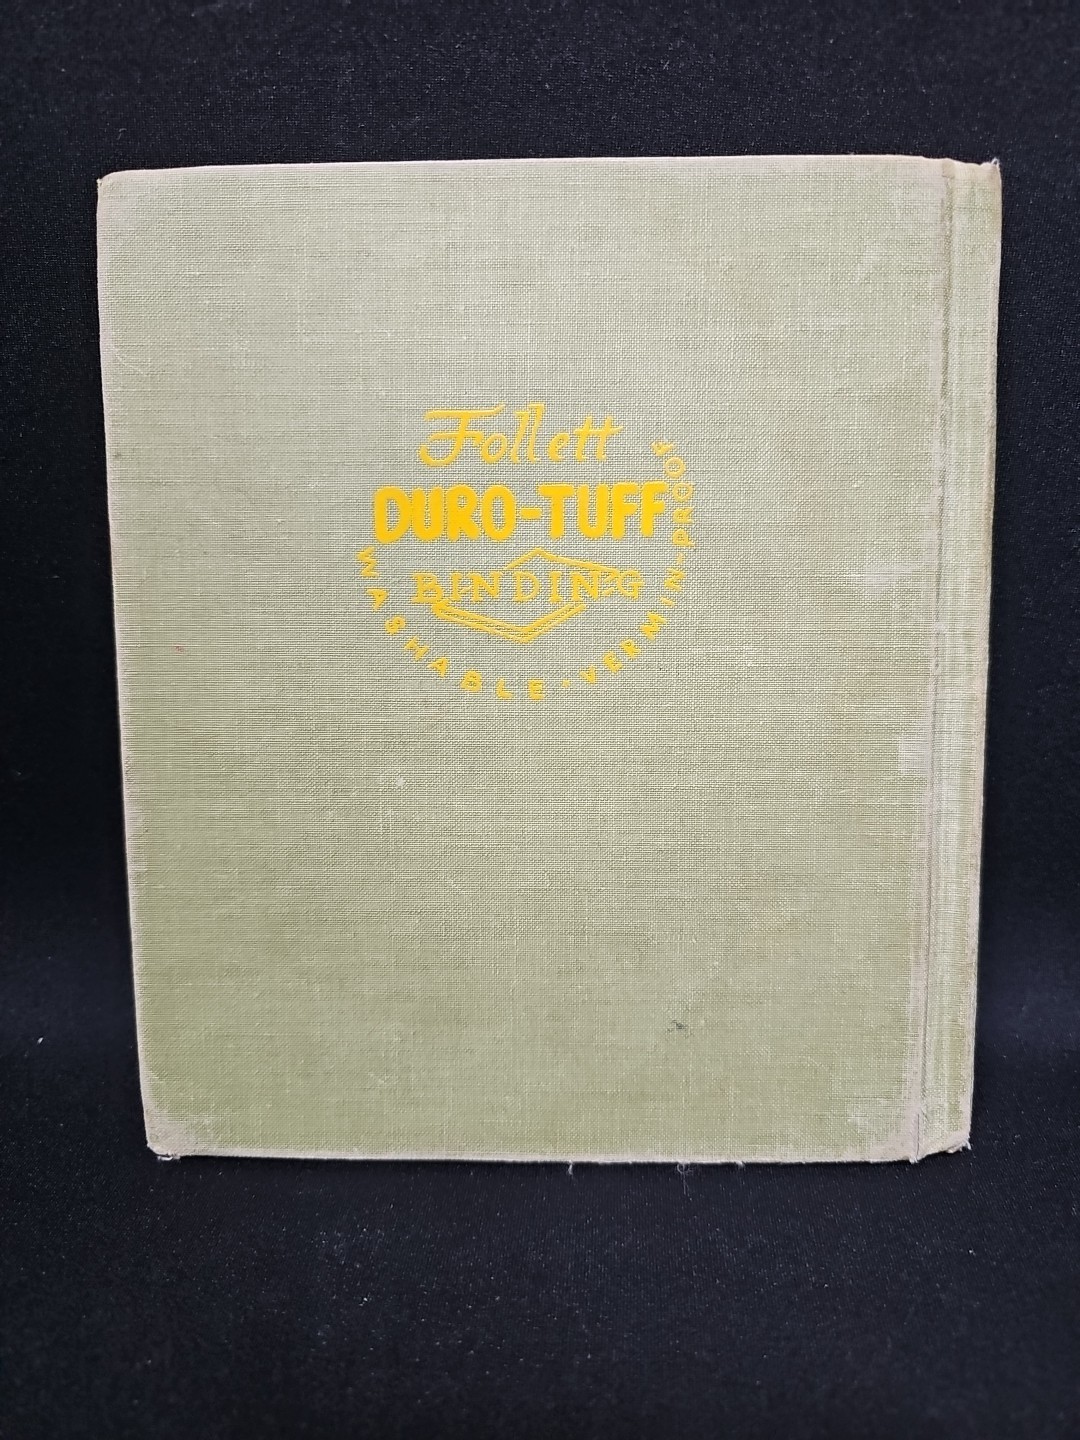 Follett
DURO-TUFF
BINDING
WASHABLE · VERMIN-PROOF